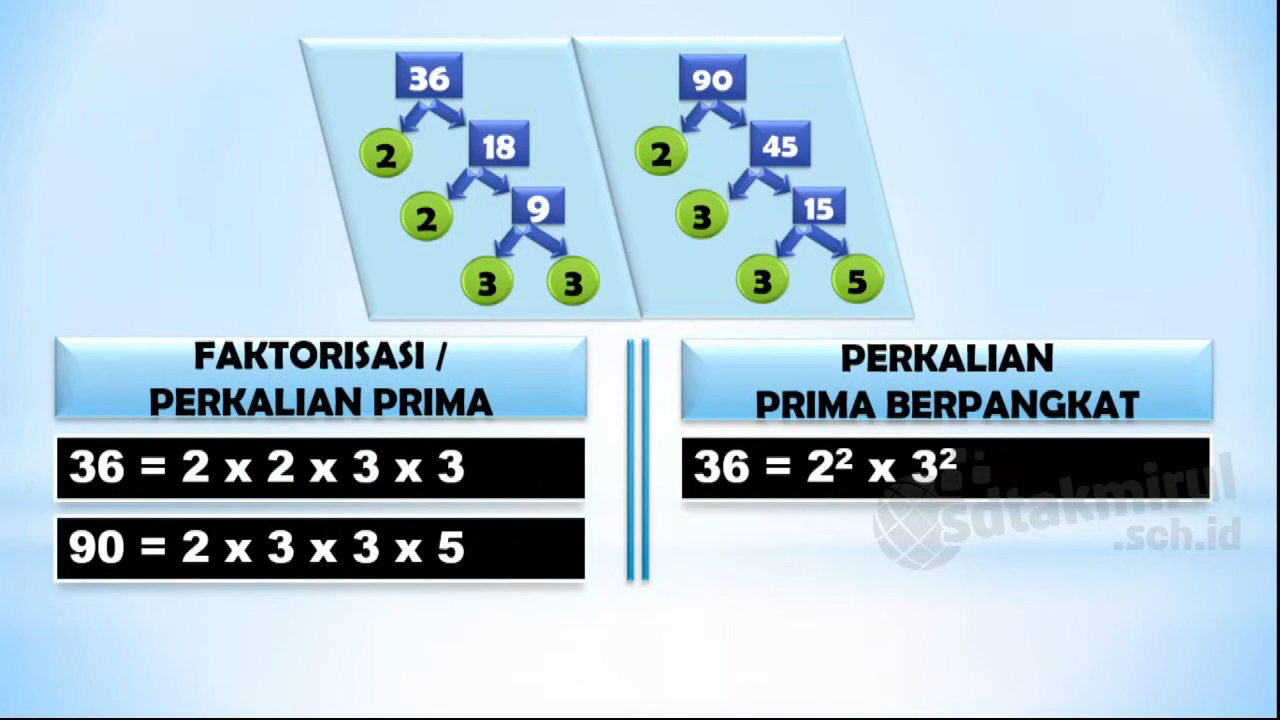 36
90
2
18
2
45
2
9
3
15
3
3
3
5
FAKTORISASI /
PERKALIAN PRIMA
PERKALIAN
PRIMA BERPANGKAT
36 = 2 x 2 x 3 x 3
36 = 2² x 3²
90 = 2 x 3 x 3 x 5
sdtakmirul
.sch.id